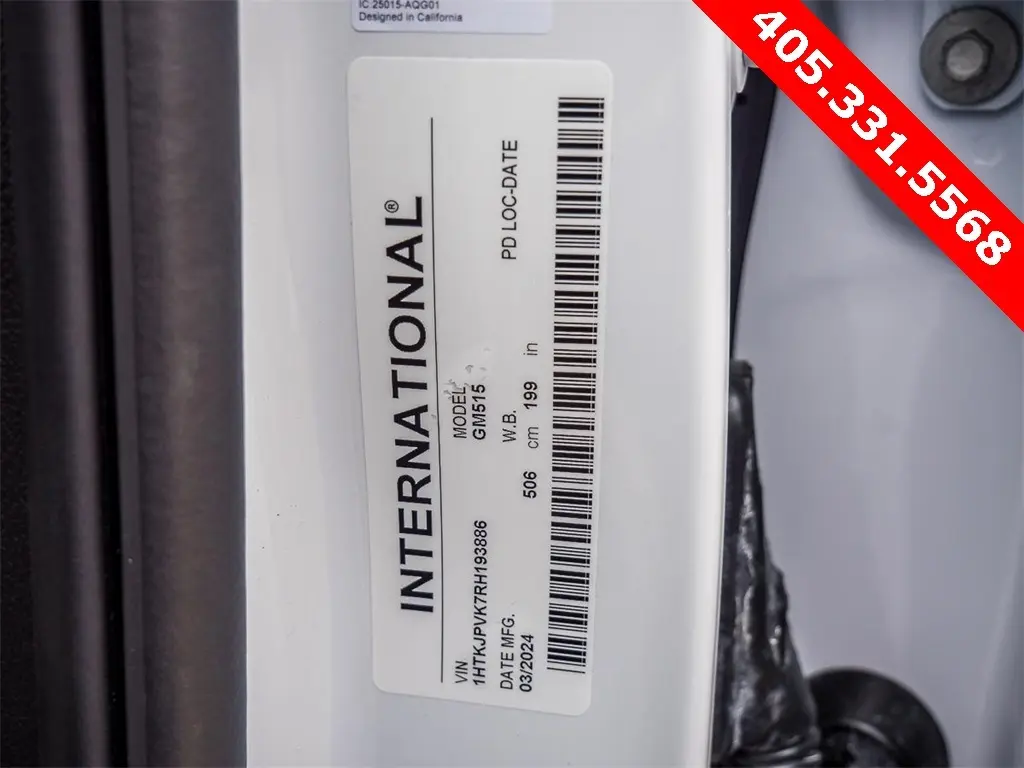 IC:25015-AQG01
Designed in California
405.331.5568
INTERNATIONAL®
VIN
1HTKJPVK7RH193886
MODEL
GM515
DATE MFG.
03/2024
W.B.
506 cm 199 in
PD LOC-DATE